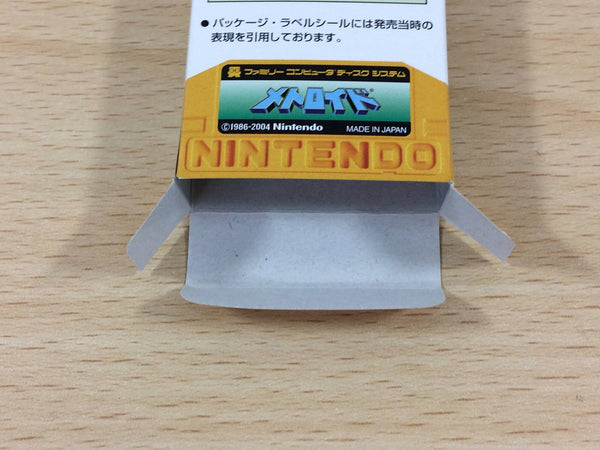 ●パッケージ・ラベルシールには発売当時の
表現を引用しております。
ファミリー コンピュータ ディスク システム
メトロイド
©1986-2004 Nintendo MADE IN JAPAN
NINTENDO